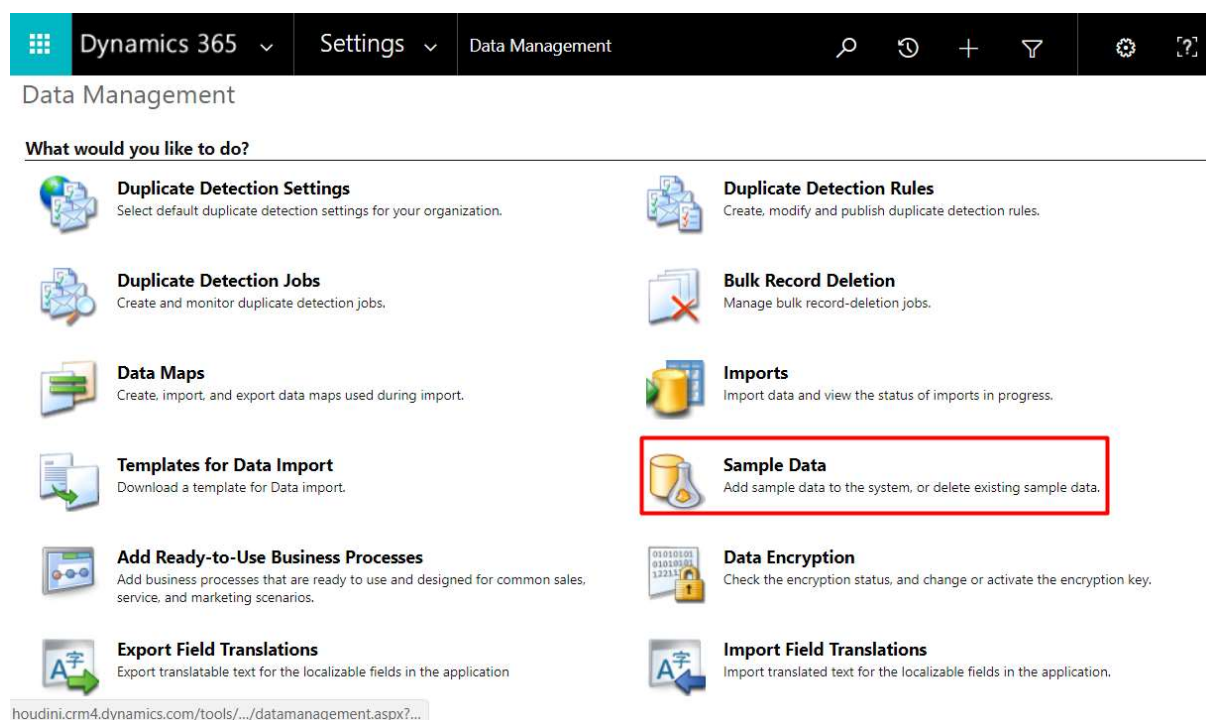 Dynamics 365
Settings
Data Management
[?]
Data Management
What would you like to do?
Duplicate Detection Settings
Select default duplicate detection settings for your organization.
Duplicate Detection Rules
Create, modify and publish duplicate detection rules.
Duplicate Detection Jobs
Create and monitor duplicate detection jobs.
Bulk Record Deletion
Manage bulk record-deletion jobs.
Data Maps
Create, import, and export data maps used during import.
Imports
Import data and view the status of imports in progress.
Templates for Data Import
Download a template for Data import.
Sample Data
Add sample data to the system, or delete existing sample data.
Add Ready-to-Use Business Processes
Add business processes that are ready to use and designed for common sales,
service, and marketing scenarios.
01010101
Data Encryption
Check the encryption status, and change or activate the encryption key.
A字
Export Field Translations
Export translatable text for the localizable fields in the application
A字
Import Field Translations
Import translated text for the localizable fields in the application.
houdini.crm4.dynamics.com/tools/.../datamanagement.aspx?...